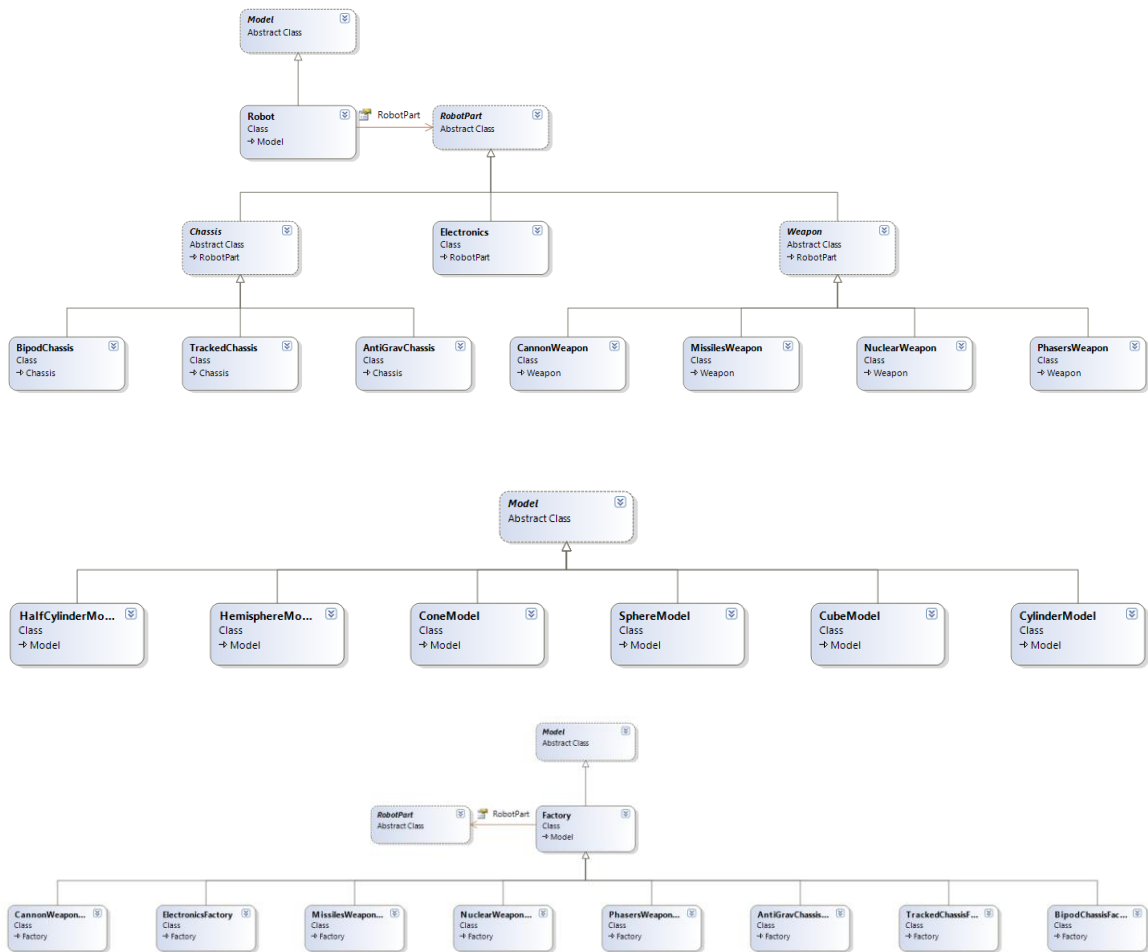 Model
Abstract Class
Robot
Class
Model
RobotPart
RobotPart
Abstract Class
Chassis
Abstract Class
RobotPart
Electronics
Class
RobotPart
Weapon
Abstract Class
RobotPart
BipodChassis
Class
Chassis
TrackedChassis
Class
Chassis
AntiGravChassis
Class
Chassis
CannonWeapon
Class
Weapon
MissilesWeapon
Class
Weapon
NuclearWeapon
Class
Weapon
PhasersWeapon
Class
Weapon
Model
Abstract Class
HalfCylinderMo...
Class
Model
HemisphereMo...
Class
Model
ConeModel
Class
Model
SphereModel
Class
Model
CubeModel
Class
Model
CylinderModel
Class
Model
Model
Abstract Class
RobotPart
Abstract Class
RobotPart
Factory
Class
Model
CannonWeapon...
Class
Factory
ElectronicsFactory
Class
Factory
MissilesWeapon...
Class
Factory
NuclearWeapon...
Class
Factory
PhasersWeapon...
Class
Factory
AntiGravChassis...
Class
Factory
TrackedChassisF...
Class
Factory
BipodChassisFac...
Class
Factory